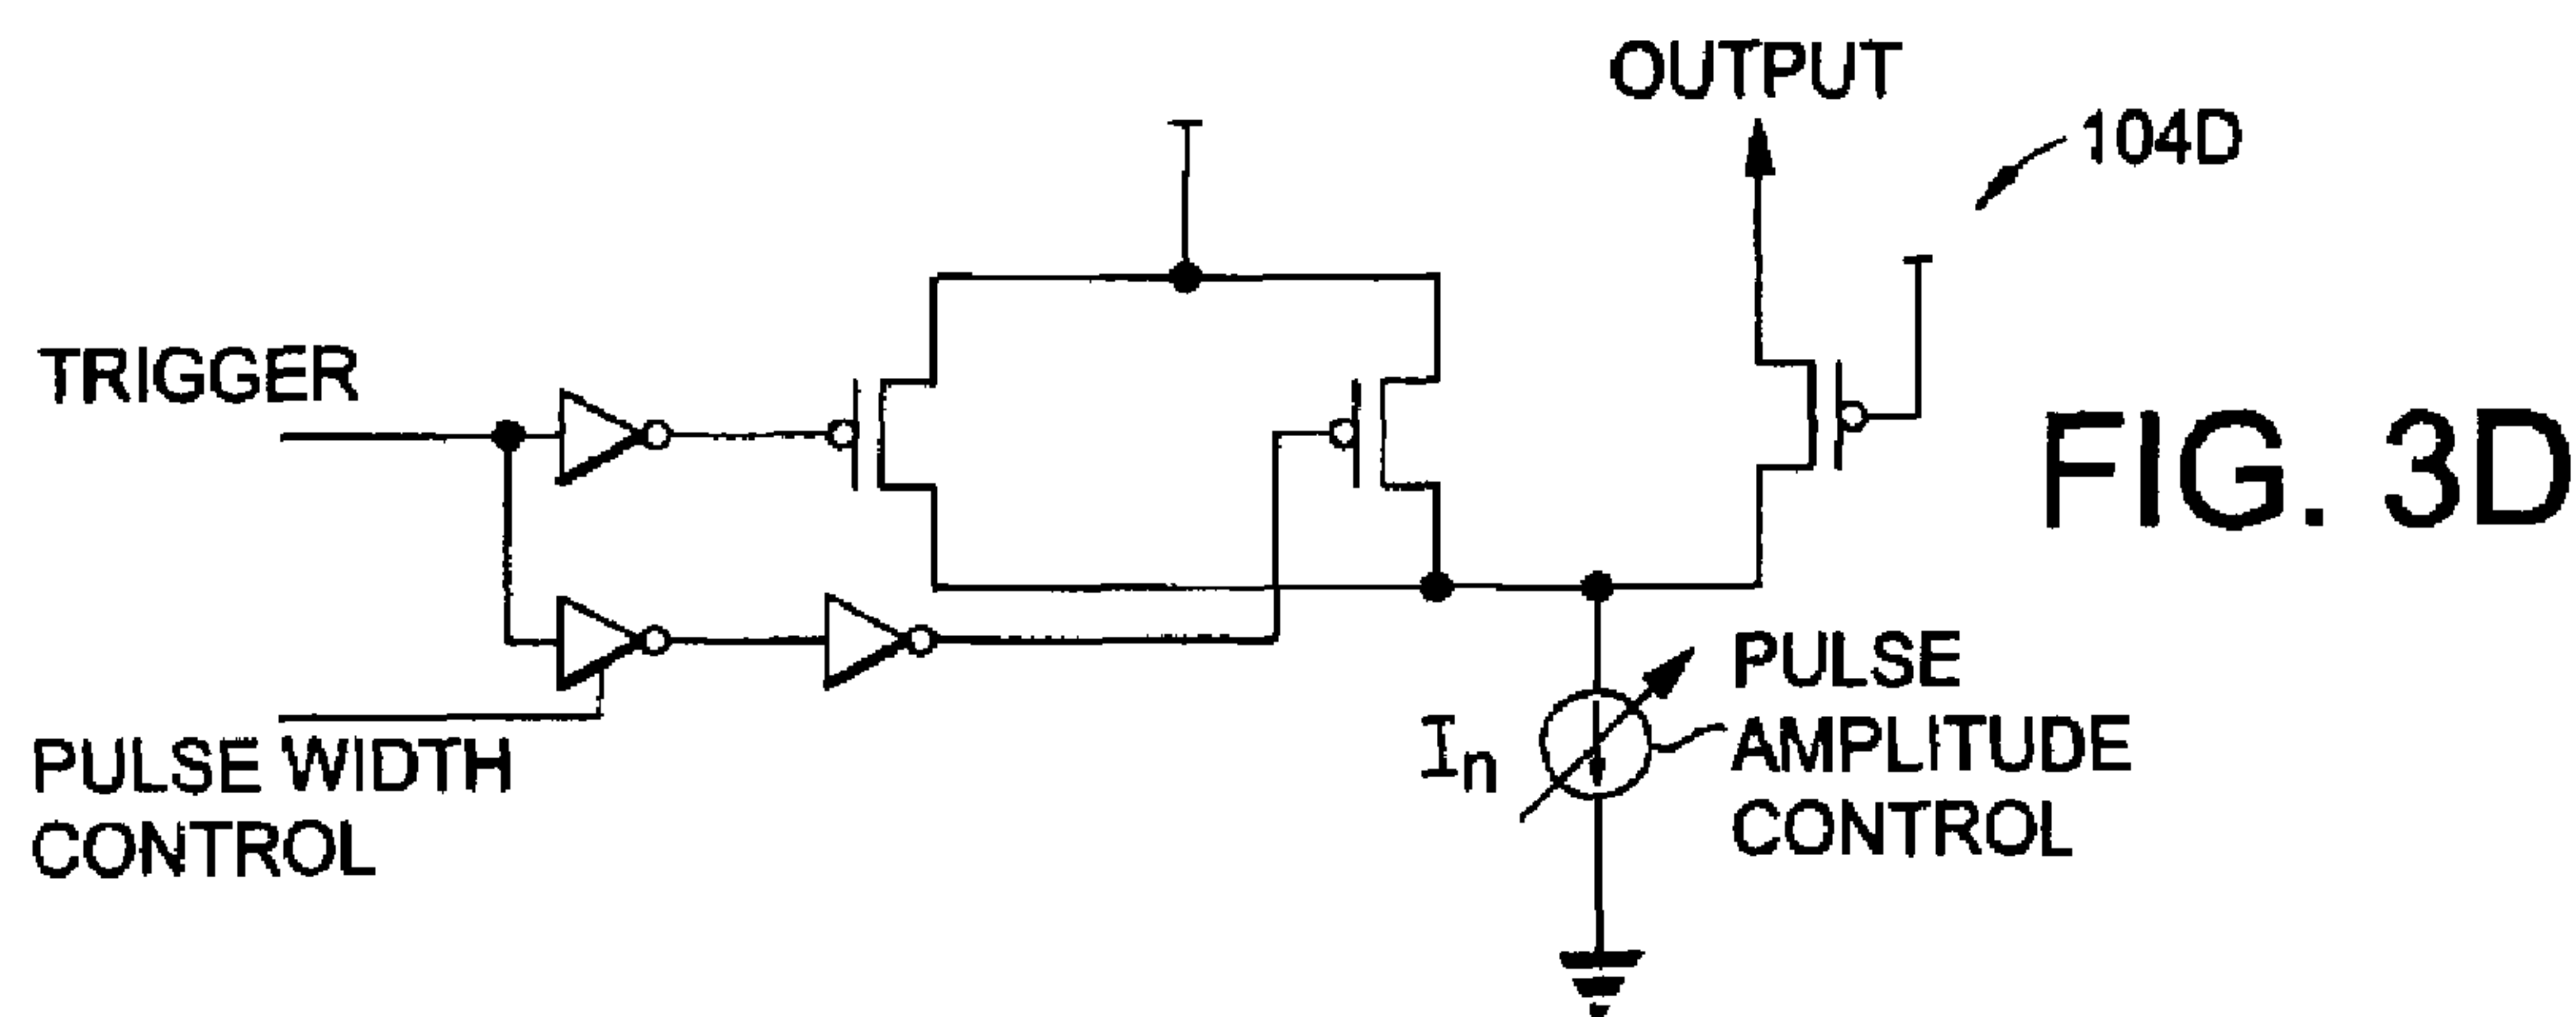 OUTPUT
104D
TRIGGER
FIG. 3D
PULSE WIDTH
CONTROL
In
PULSE
AMPLITUDE
CONTROL